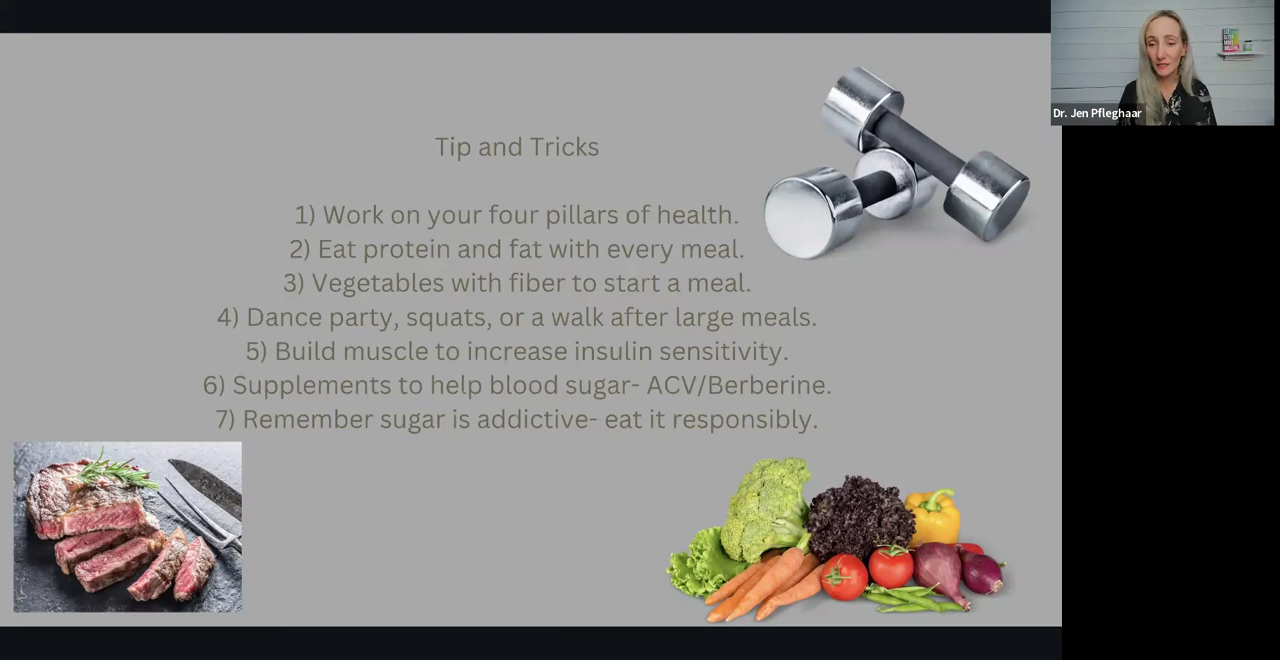 Tip and Tricks
1) Work on your four pillars of health.
2) Eat protein and fat with every meal.
3) Vegetables with fiber to start a meal.
4) Dance party, squats, or a walk after large meals.
5) Build muscle to increase insulin sensitivity.
6) Supplements to help blood sugar- ACV/Berberine.
7) Remember sugar is addictive- eat it responsibly.
Dr. Jen Pfleghaar